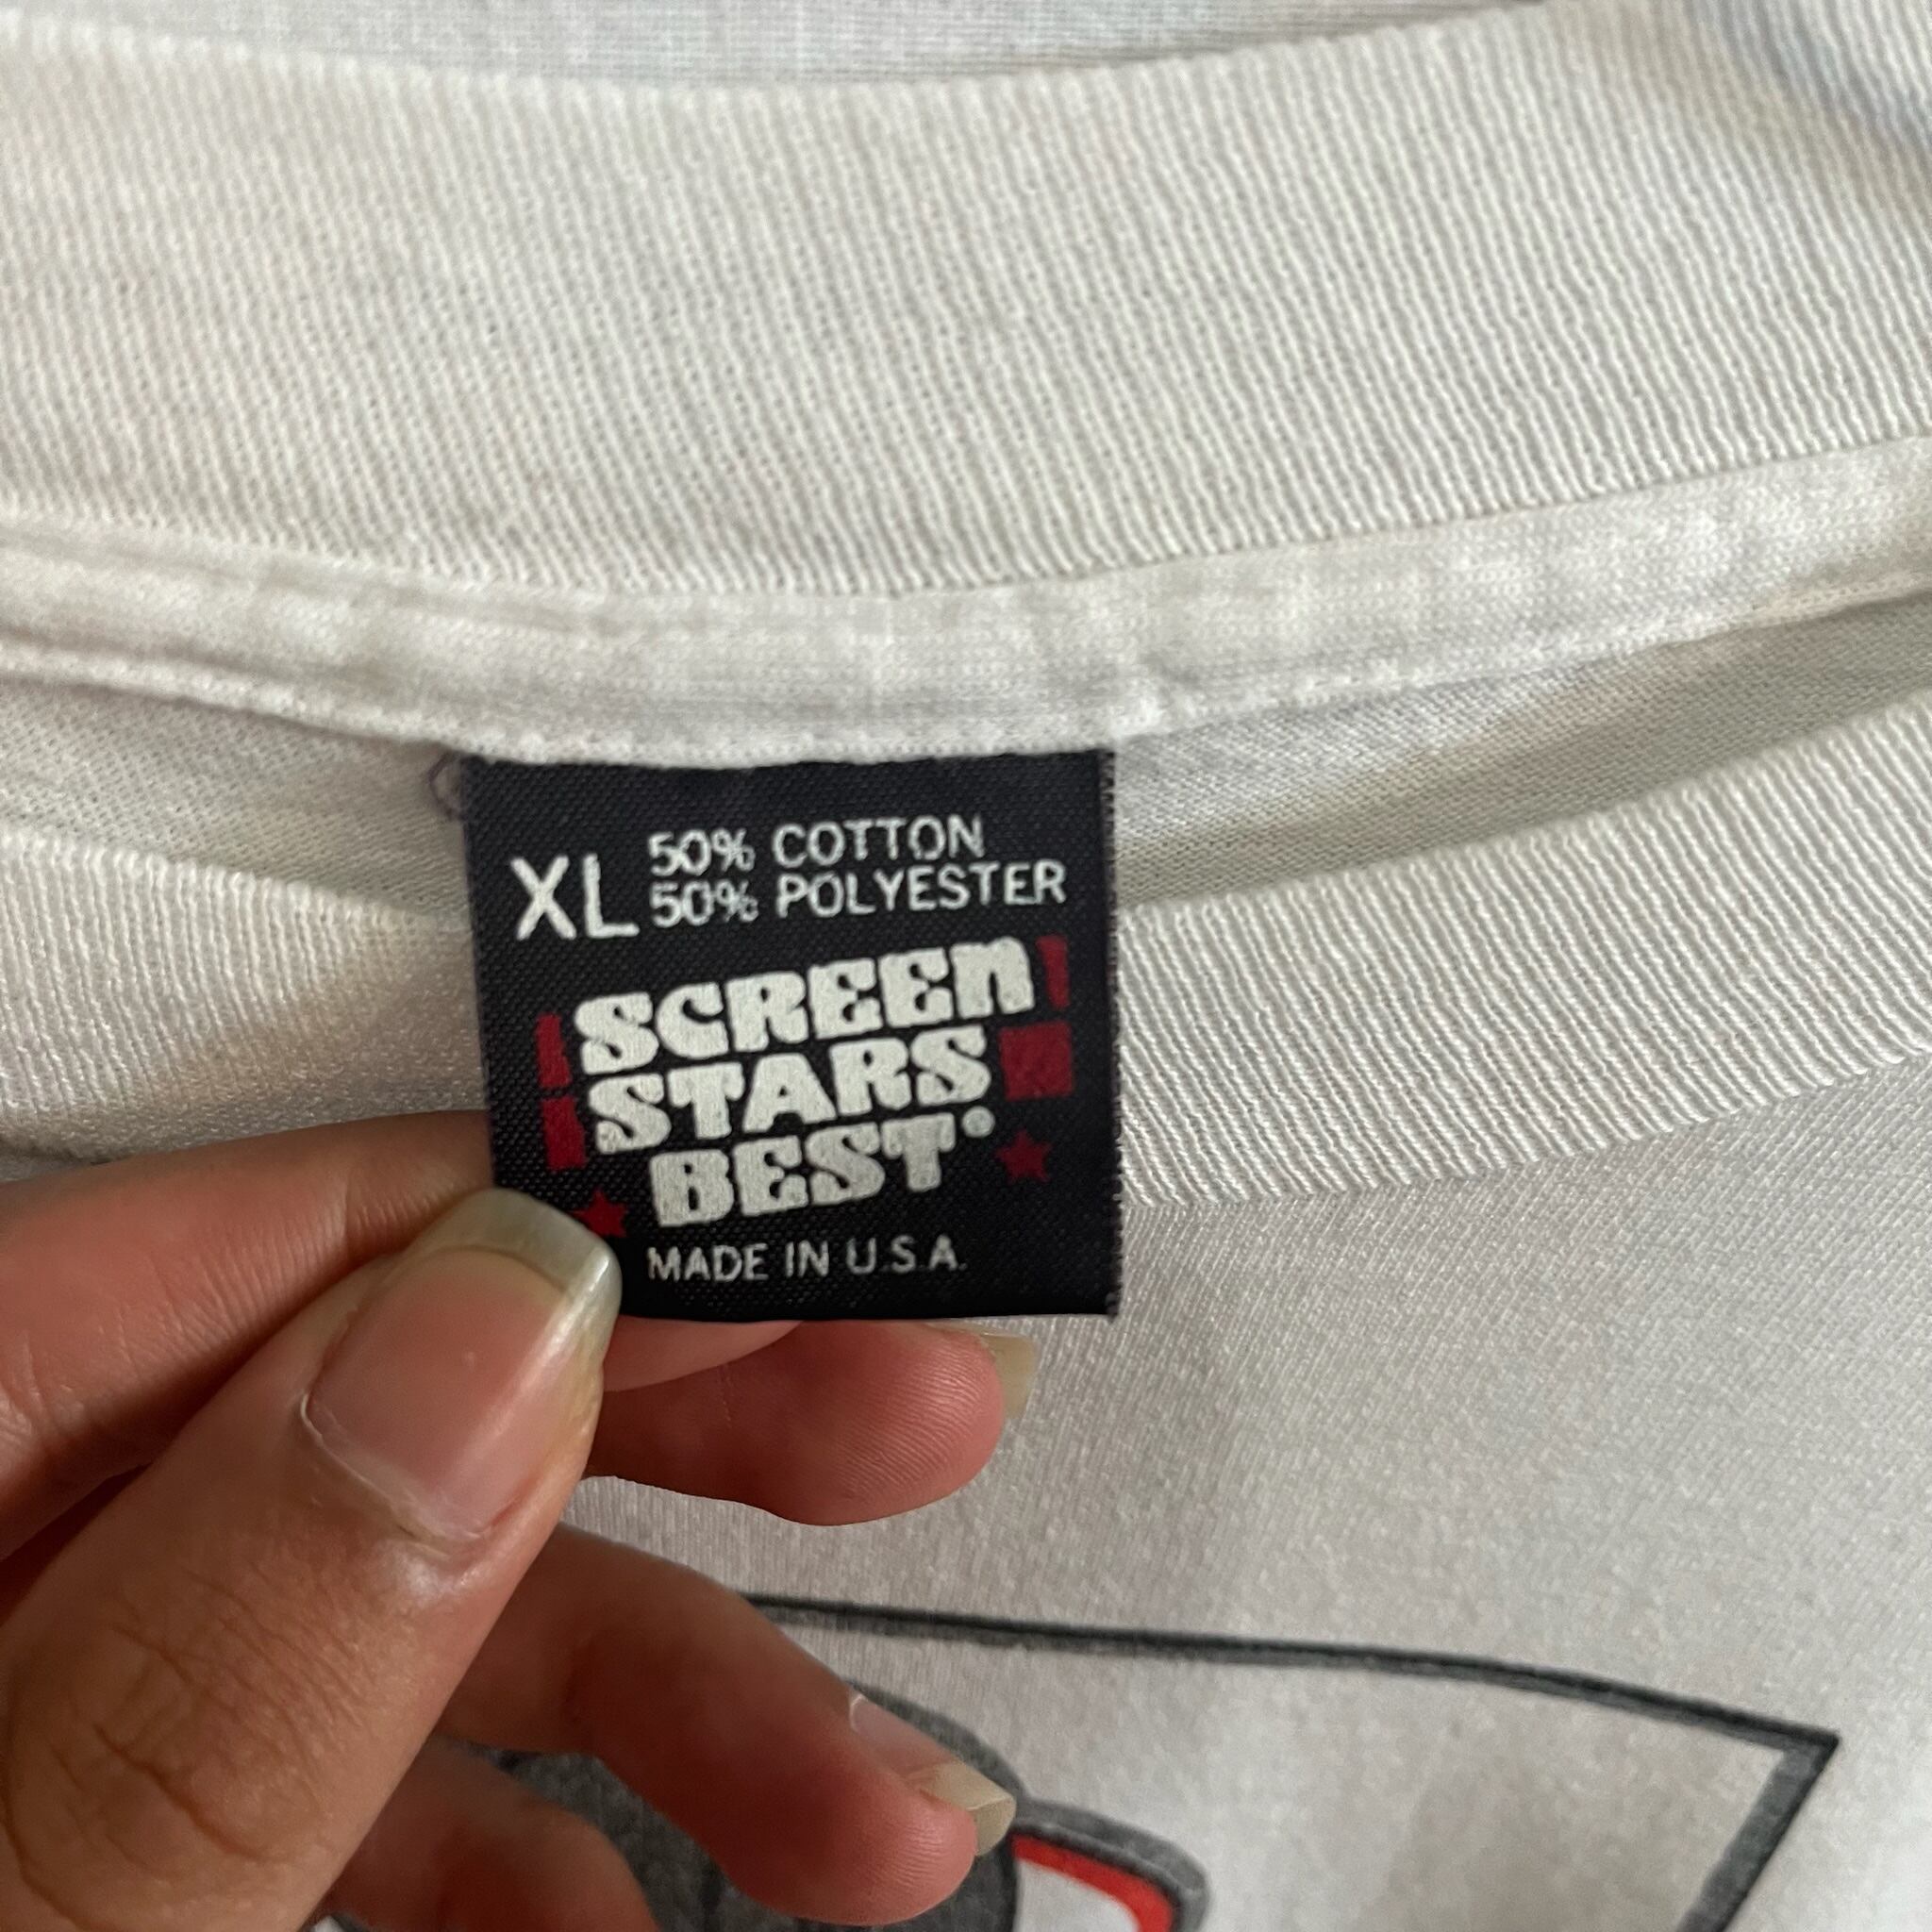 XL 50% COTTON
50% POLYESTER
SCREEN
STARS
BEST
MADE IN U.S.A.